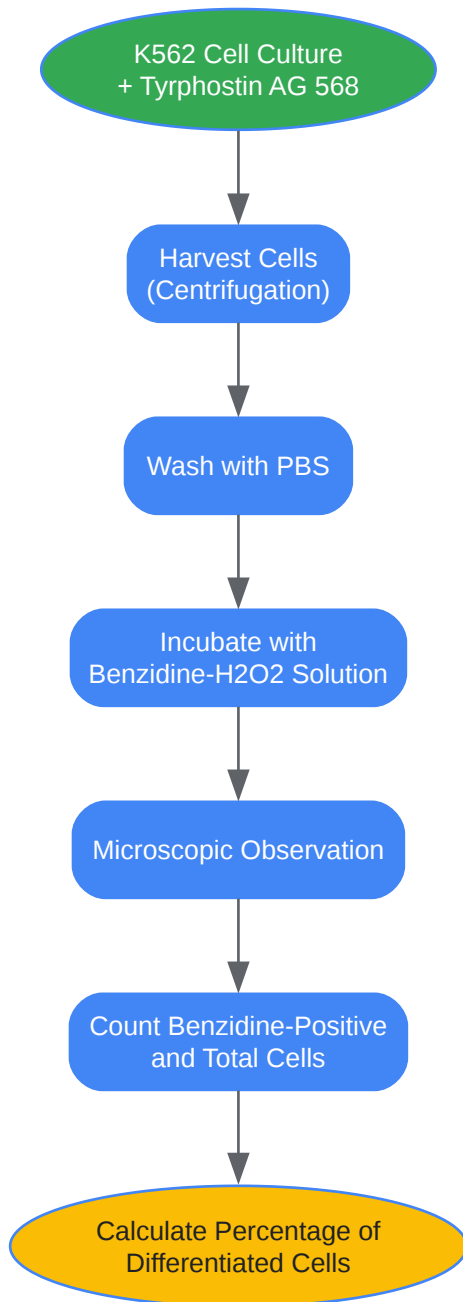 K562 Cell Culture
+ Tyrphostin AG 568
Harvest Cells
(Centrifugation)
Wash with PBS
Incubate with
Benzidine-H2O2 Solution
Microscopic Observation
Count Benzidine-Positive
and Total Cells
Calculate Percentage of
Differentiated Cells